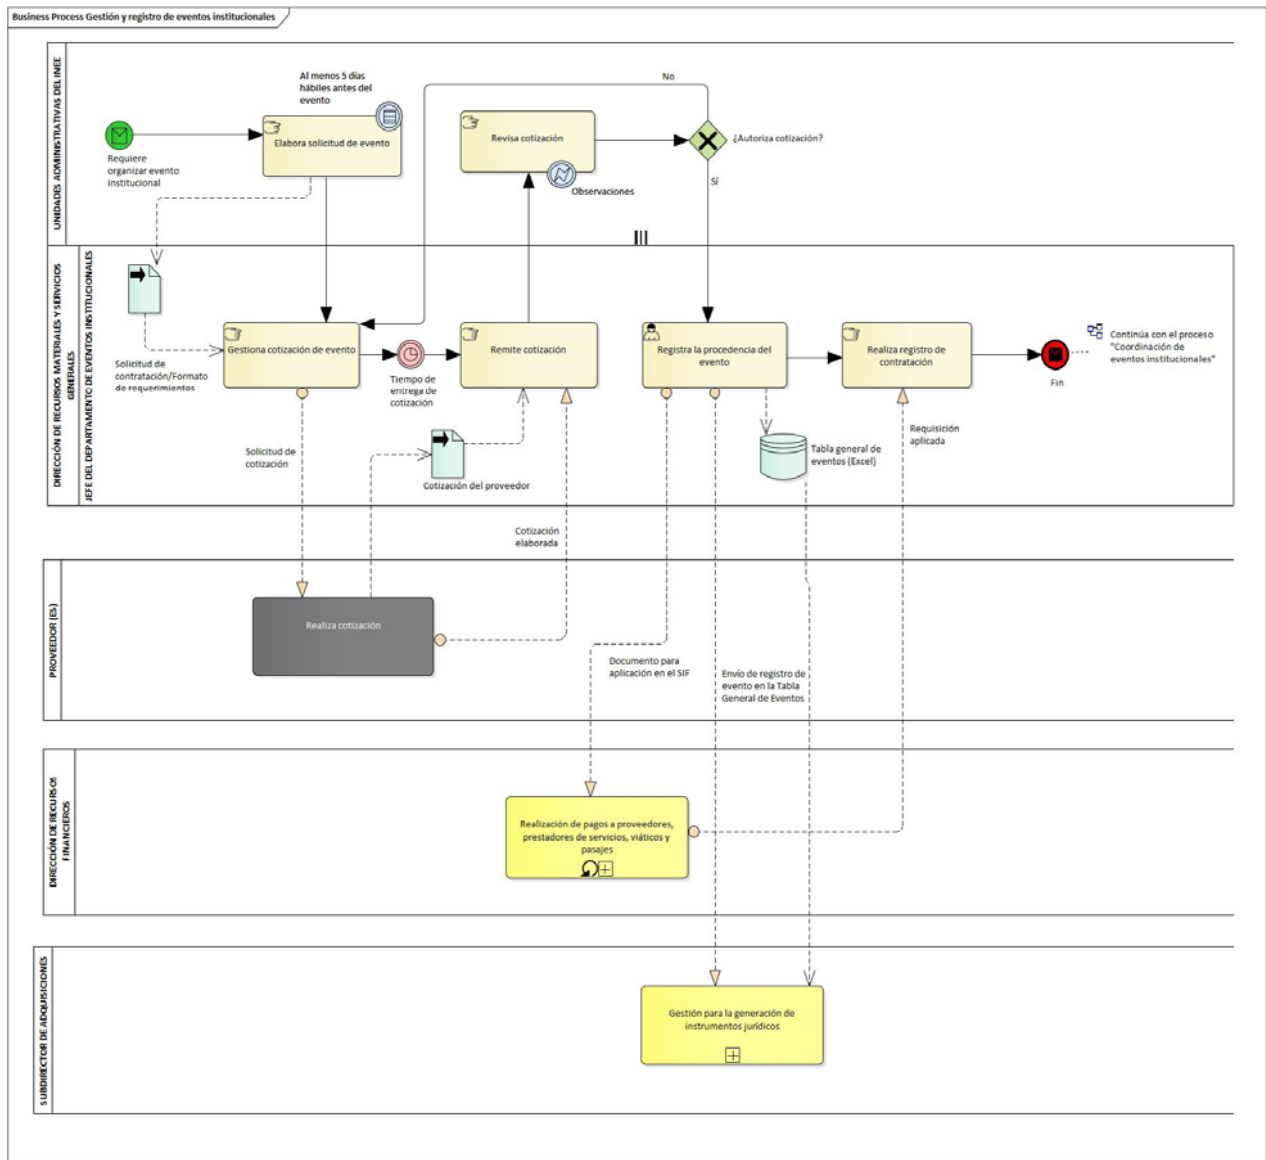 Business Process Gestión y registro de eventos institucionales
UNIDADES ADMINISTRATIVAS DEL INEE
Al menos 5 días
hábiles antes del
evento
Elabora solicitud de evento
Requiere
organizar evento
institucional
Revisa cotización
Observaciones
No
¿Autoriza cotización?
Sí
DIRECCIÓN DE RECURSOS MATERIALES Y SERVICIOS
GENERALES
JEFE DEL DEPARTAMENTO DE EVENTOS INSTITUCIONALES
Solicitud de
contratación/Formato
de requerimientos
Gestiona cotización de evento
Tiempo de
entrega de
cotización
Remite cotización
Registra la procedencia del
evento
Realiza registro de
contratación
Fin
Continúa con el proceso
"Coordinación de
eventos institucionales"
Solicitud de
cotización
Cotización del proveedor
Tabla general de
eventos (Excel)
Requisición
aplicada
Cotización
elaborada
PROVEEDOR (ES)
Realiza cotización
Documento para
aplicación en el SIF
Envío de registro de
evento en la Tabla
General de Eventos
DIRECCIÓN DE RECURSOS
FINANCIEROS
Realización de pagos a proveedores,
prestadores de servicios, viáticos y
pasajes
SUBDIRECTOR DE ADQUISICIONES
Gestión para la generación de
instrumentos jurídicos